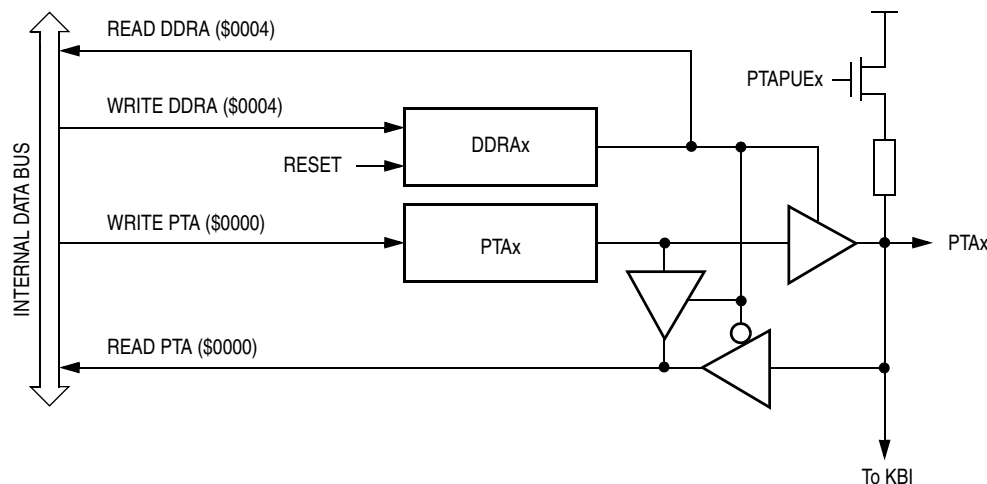 READ DDRA ($0004)
PTAPUEx
WRITE DDRA ($0004)
DDRAx
RESET
INTERNAL DATA BUS
WRITE PTA ($0000)
PTAx
PTAx
READ PTA ($0000)
To KBI